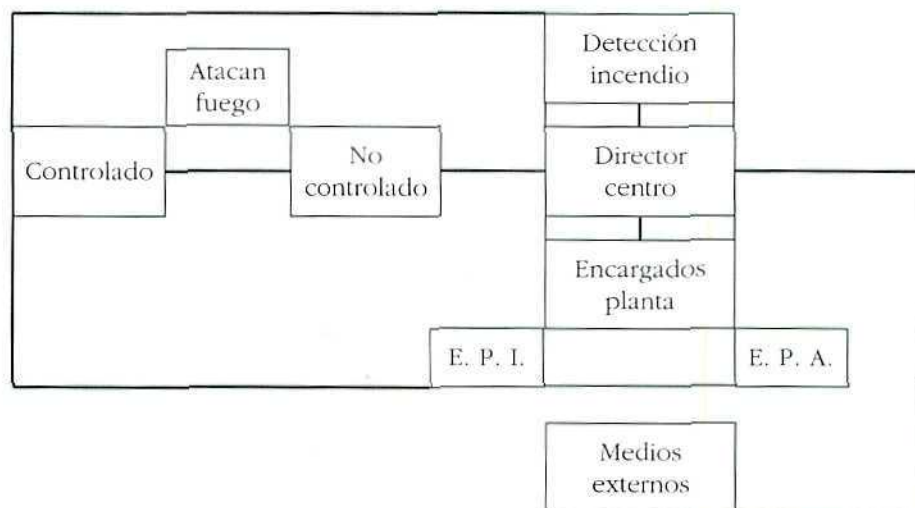 Detección
incendio
Atacan
fuego
Controlado
No
controlado
Director
centro
Encargados
planta
E. P. I.
E. P. A.
Medios
externos